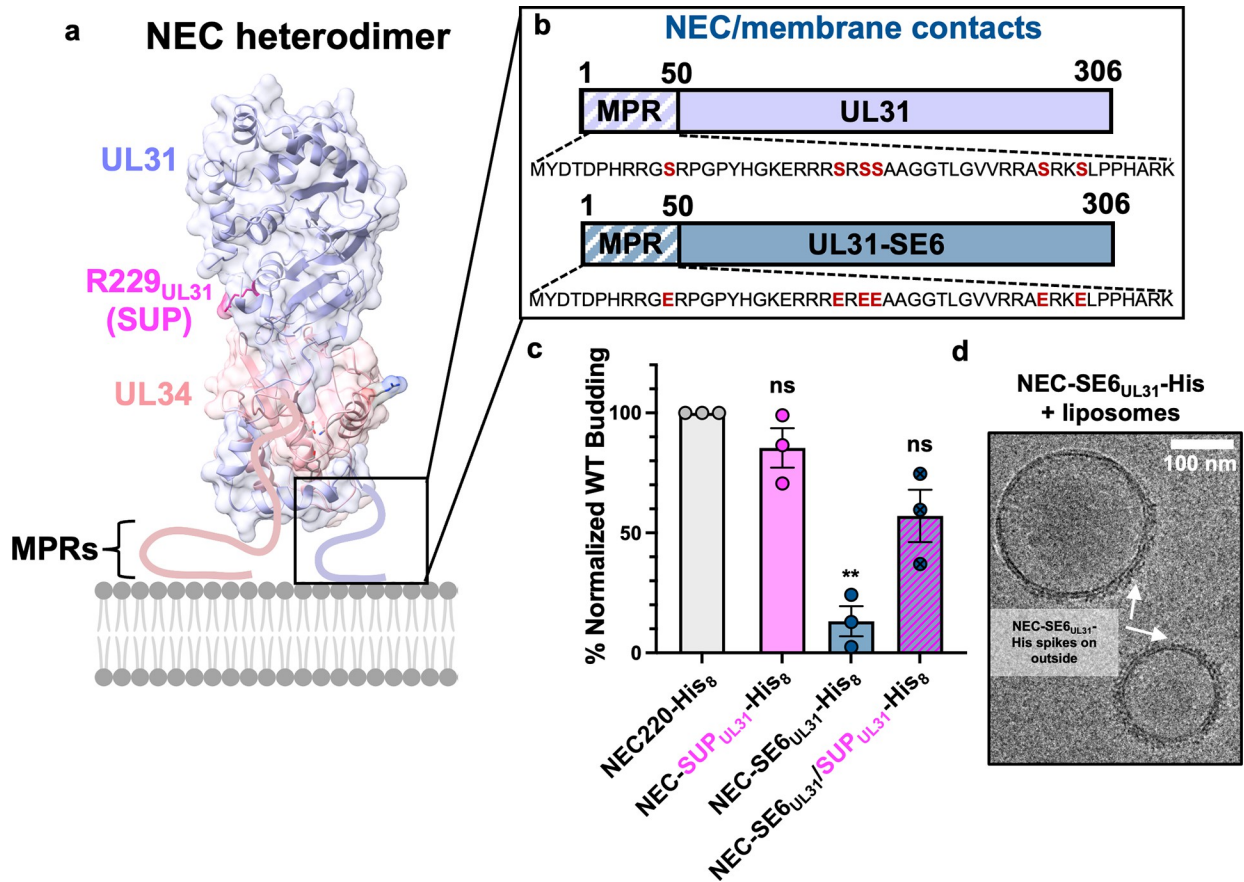 a
NEC heterodimer
UL31
R229UL31
(SUP)
UL34
MPRs
b
NEC/membrane contacts
1 50 306
MPR UL31
MYDTDPHRRGSRPGPYHGKERRRRSRSSAAGGTLGVVRRASRKSLPPHARK
1 50 306
MPR UL31-SE6
MYDTDPHRRGERPGPYHGKERRRREREEAAGGTLGVVRRAERKELPPHARK
c
% Normalized WT Budding
100
50
0
ns
**
ns
NEC220-His8
NEC-SUPUL31-His8
NEC-SE6UL31-His8
NEC-SE6UL31/SUPUL31-His8
d
NEC-SE6UL31-His
+ liposomes
100 nm
NEC-SE6UL31-
His spikes on
outside